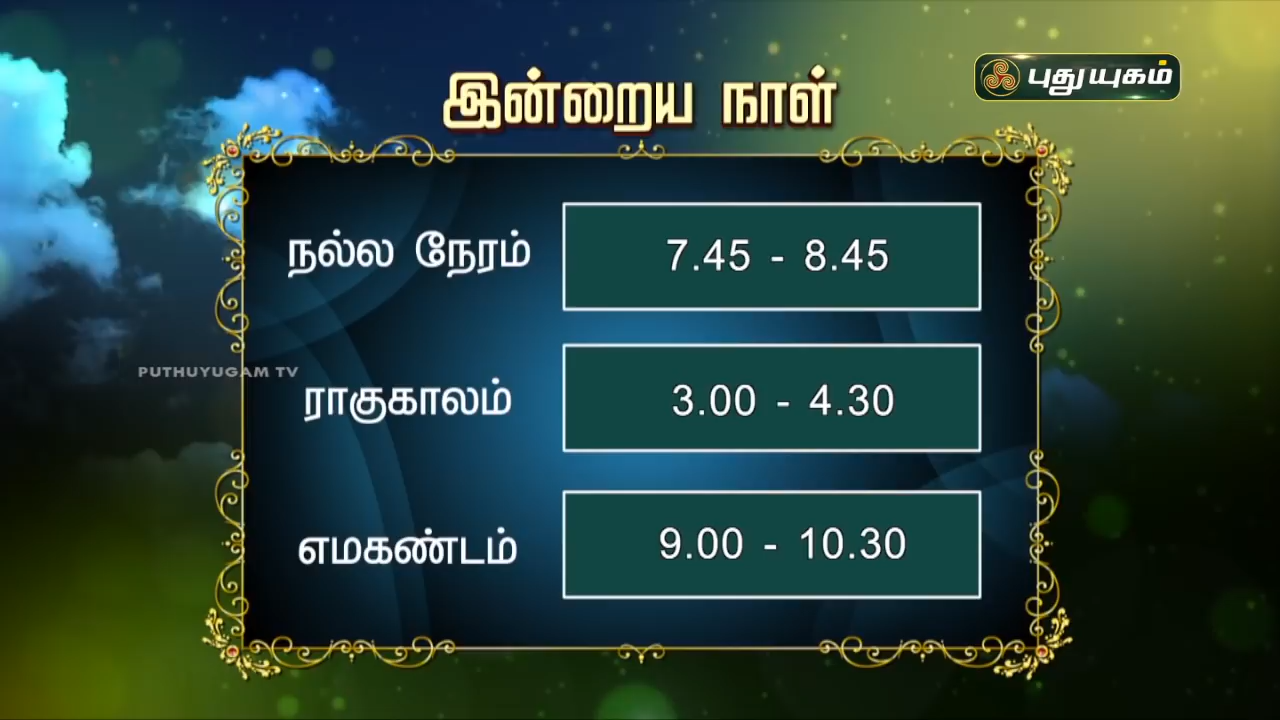 இன்றைய நாள்
புதுயுகம்
நல்ல நேரம் 7.45 - 8.45
PUTHUYUGAM TV
ராகுகாலம் 3.00 - 4.30
எமகண்டம் 9.00 - 10.30